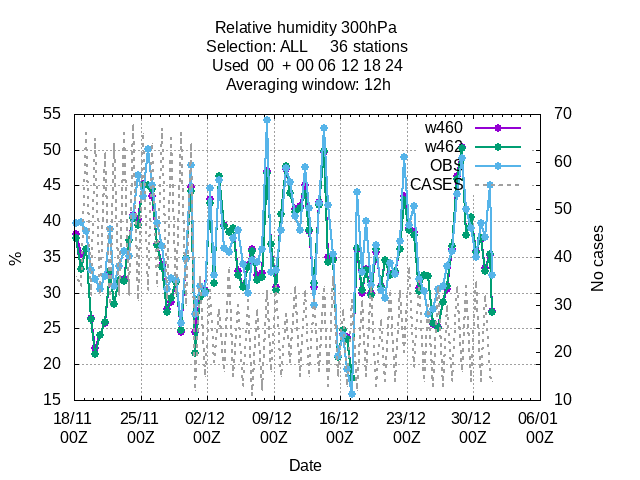 Relative humidity 300hPa
Selection: ALL     36 stations
Used  00  + 00 06 12 18 24
Averaging window: 12h
55 70
w460
w462
OBS
CASES
50 60
45 50
40
35 40
30 30
25 20
20
15 10
%
No cases
18/11 25/11 02/12 09/12 16/12 23/12 30/12 06/01
00Z 00Z 00Z 00Z 00Z 00Z 00Z 00Z
Date